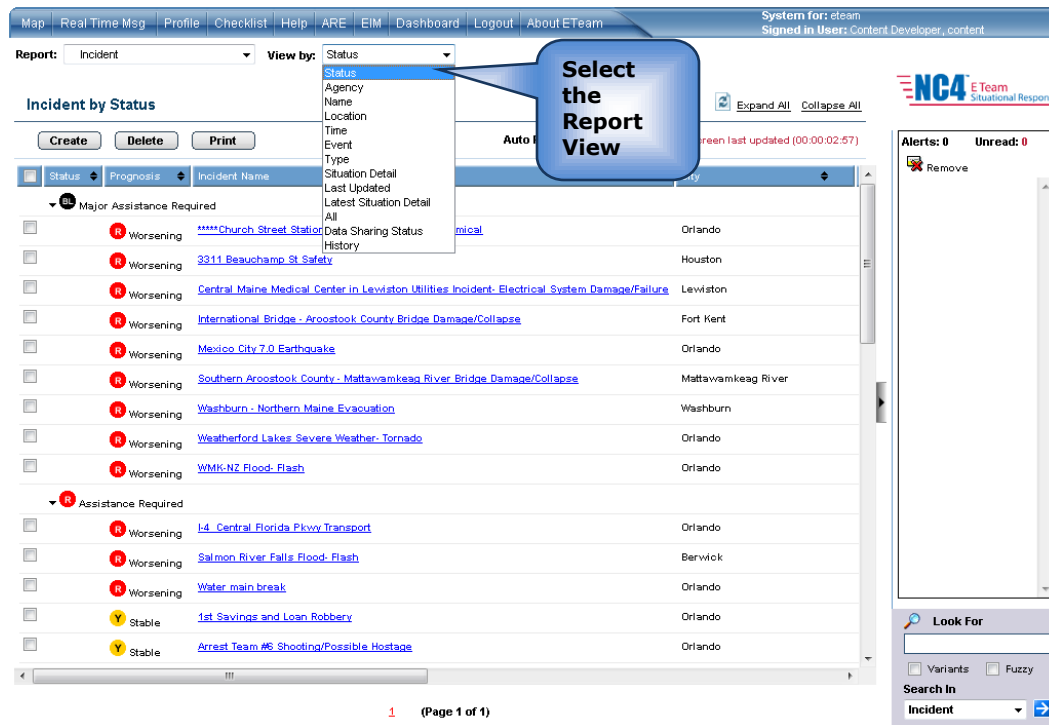 Map Real Time Msg Profile Checklist Help ARE EIM Dashboard Logout About ETeam
System for: eteam
Signed in User: Content Developer, content
Report: Incident View by: Status
Status
Agency
Name
Location
Time
Event
Type
Situation Detail
Last Updated
Latest Situation Detail
All
Data Sharing Status
History
Select
the
Report
View
Incident by Status
Expand All Collapse All
NC4 E Team
Situational Respon
Create Delete Print
Auto
reen last updated (00:00:02:57)
Alerts: 0 Unread: 0
Remove
Status Prognosis Incident Name
BL Major Assistance Required
R Worsening *****Church Street Station mical Orlando
R Worsening 3311 Beauchamp St Safety Houston
R Worsening Central Maine Medical Center in Lewiston Utilities Incident- Electrical System Damage/Failure Lewiston
R Worsening International Bridge - Aroostook County Bridge Damage/Collapse Fort Kent
R Worsening Mexico City 7.0 Earthquake Orlando
R Worsening Southern Aroostook County - Mattawamkeag River Bridge Damage/Collapse Mattawamkeag River
R Worsening Washburn - Northern Maine Evacuation Washburn
R Worsening Weatherford Lakes Severe Weather- Tornado Orlando
R Worsening WMK-NZ Flood- Flash Orlando
R Assistance Required
R Worsening I-4 Central Florida Pkwy Transport Orlando
R Worsening Salmon River Falls Flood- Flash Berwick
R Worsening Water main break Orlando
Y Stable 1st Savings and Loan Robbery Orlando
Y Stable Arrest Team #6 Shooting/Possible Hostage Orlando
Look For
Variants Fuzzy
Search In
Incident
1 (Page 1 of 1)